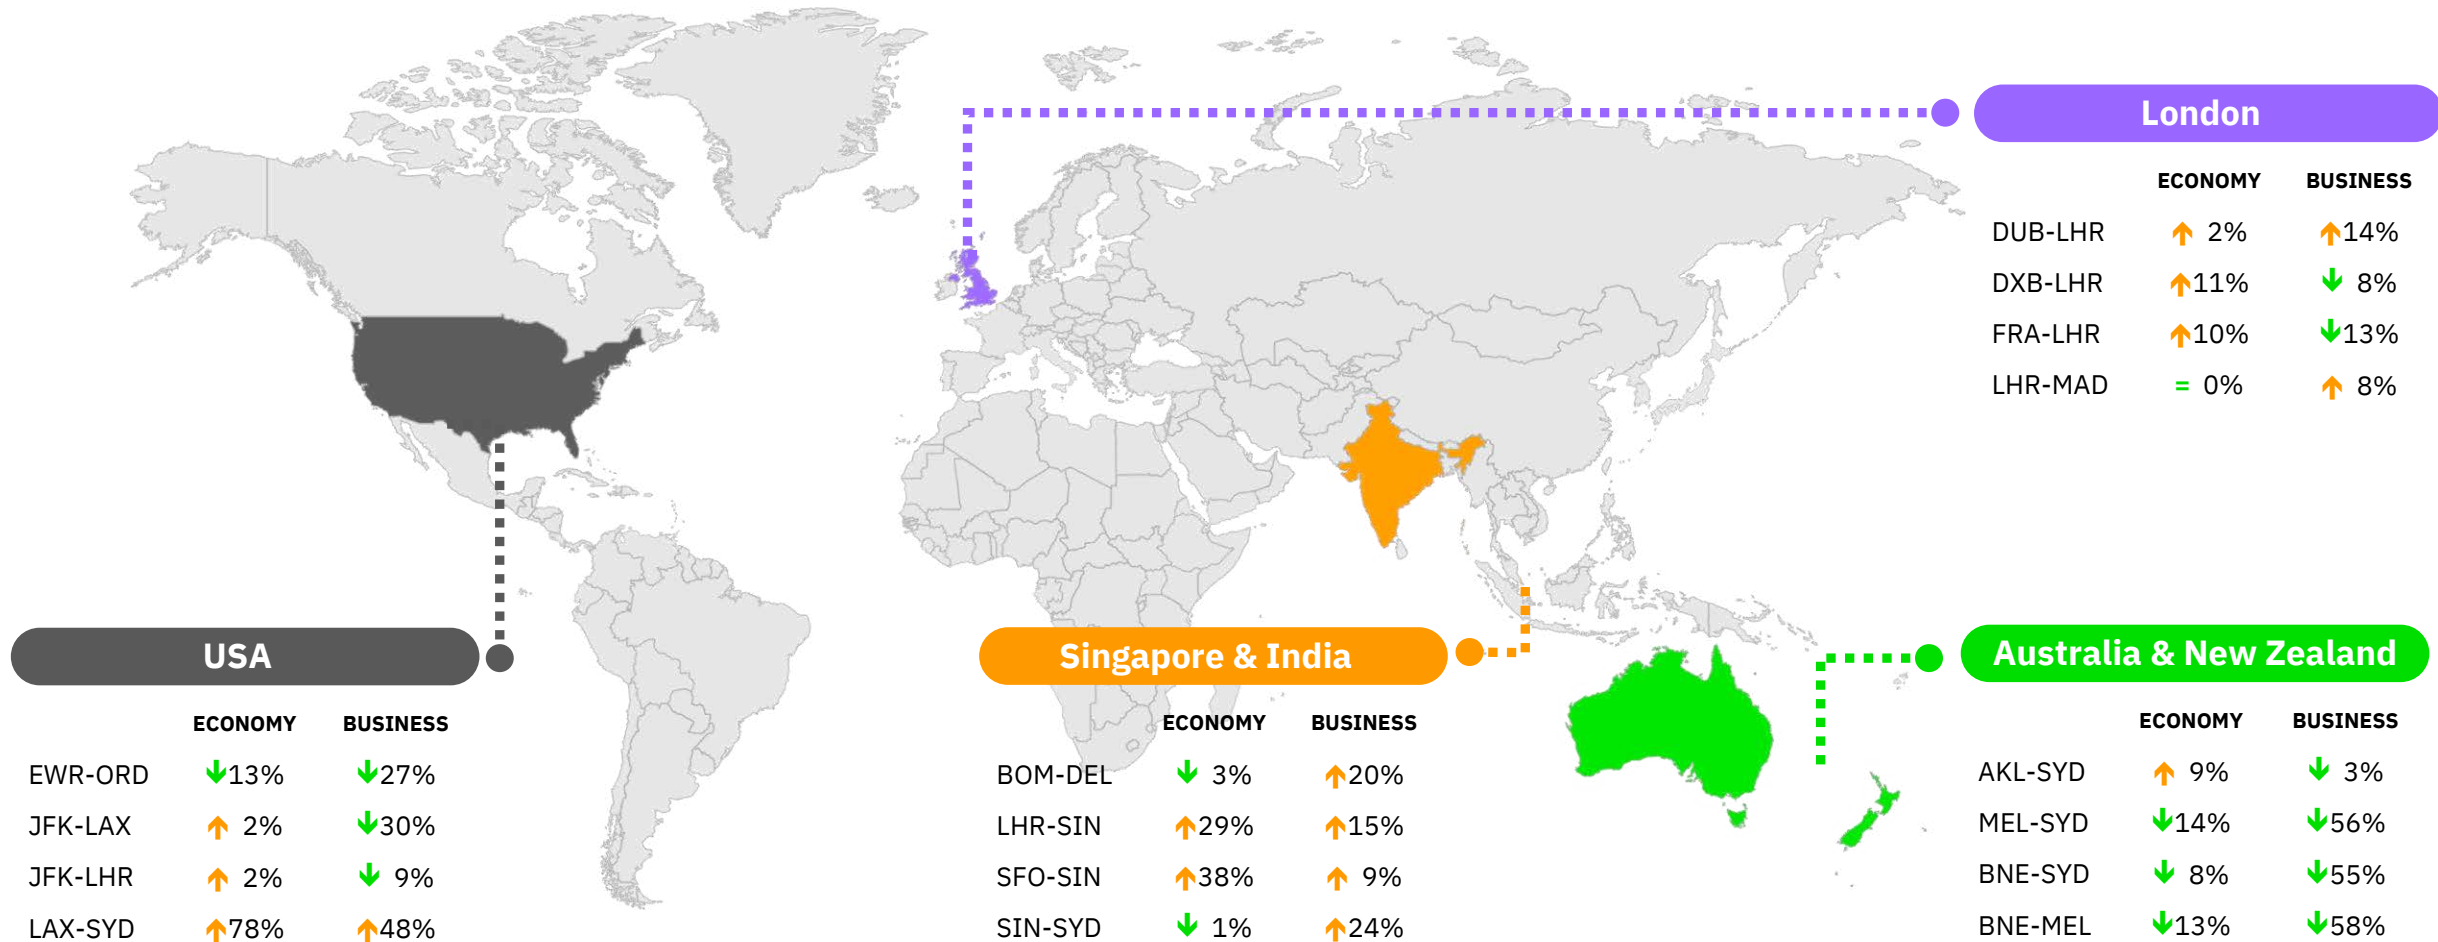 London
ECONOMY BUSINESS
DUB-LHR ↑ 2% ↑14%
DXB-LHR ↑11% ↓ 8%
FRA-LHR ↑10% ↓13%
LHR-MAD = 0% ↑ 8%
USA
ECONOMY BUSINESS
EWR-ORD ↓13% ↓27%
JFK-LAX ↑ 2% ↓30%
JFK-LHR ↑ 2% ↓ 9%
LAX-SYD ↑78% ↑48%
Singapore & India
ECONOMY BUSINESS
BOM-DEL ↓ 3% ↑20%
LHR-SIN ↑29% ↑15%
SFO-SIN ↑38% ↑ 9%
SIN-SYD ↓ 1% ↑24%
Australia & New Zealand
ECONOMY BUSINESS
AKL-SYD ↑ 9% ↓ 3%
MEL-SYD ↓14% ↓56%
BNE-SYD ↓ 8% ↓55%
BNE-MEL ↓13% ↓58%